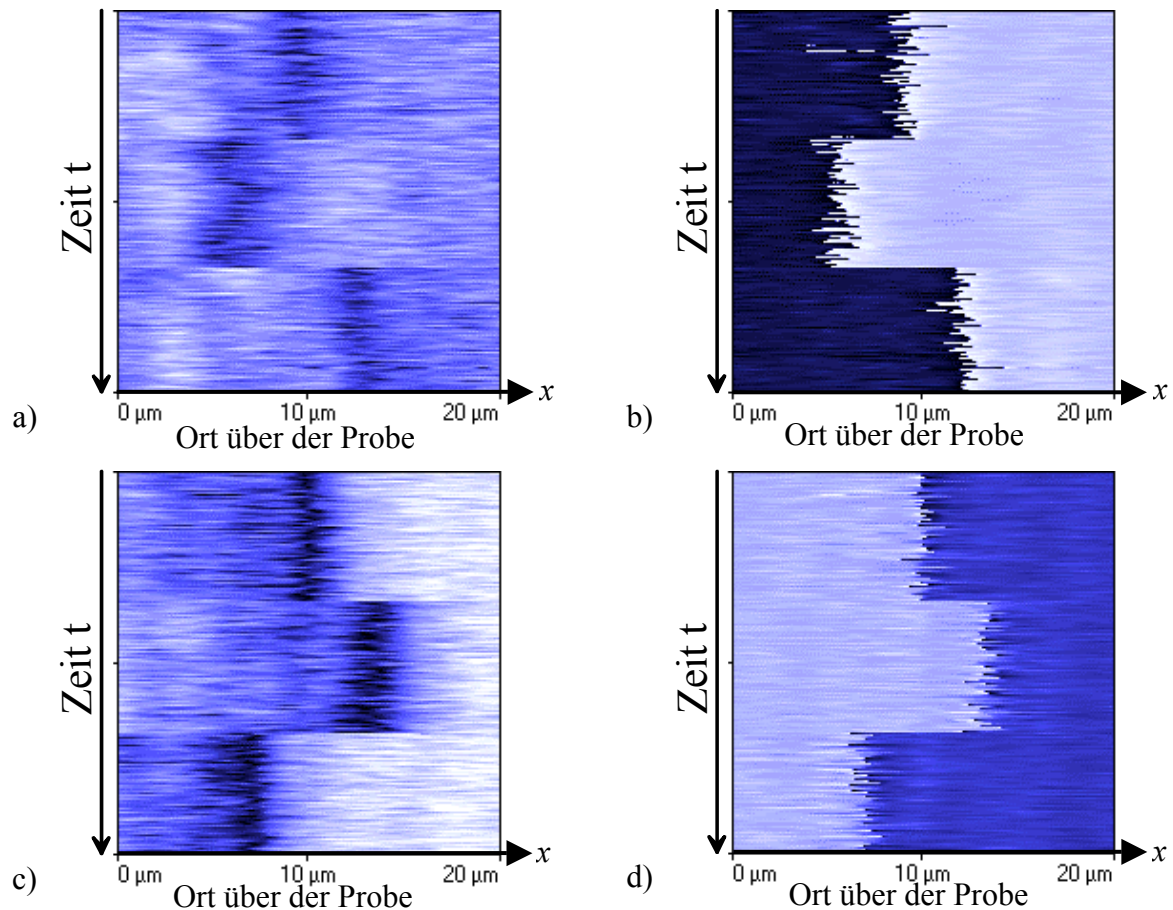 Zeit t
0 µm 10 µm 20 µm x
Ort über der Probe
a)
Zeit t
0 µm 10 µm 20 µm x
Ort über der Probe
b)
Zeit t
0 µm 10 µm 20 µm x
Ort über der Probe
c)
Zeit t
0 µm 10 µm 20 µm x
Ort über der Probe
d)